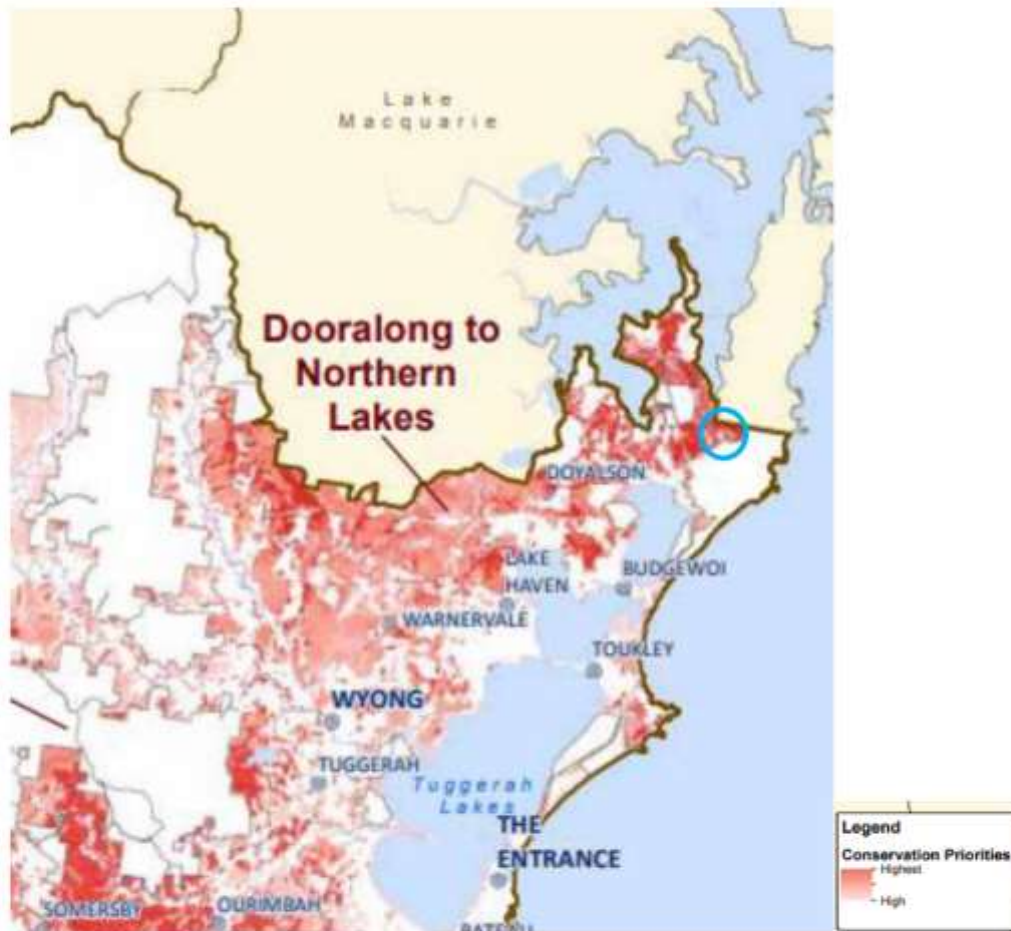 Lake
Macquarie
Dooralong to
Northern
Lakes
DOYALSON
LAKE
HAVEN
BUDGEWOI
WARNERVALE
TOUKLEY
WYONG
TUGGERAH
Tuggerah
Lakes
THE
ENTRANCE
SOMERSBY
OURIMBAH
Legend
Conservation Priorities
Highest
High